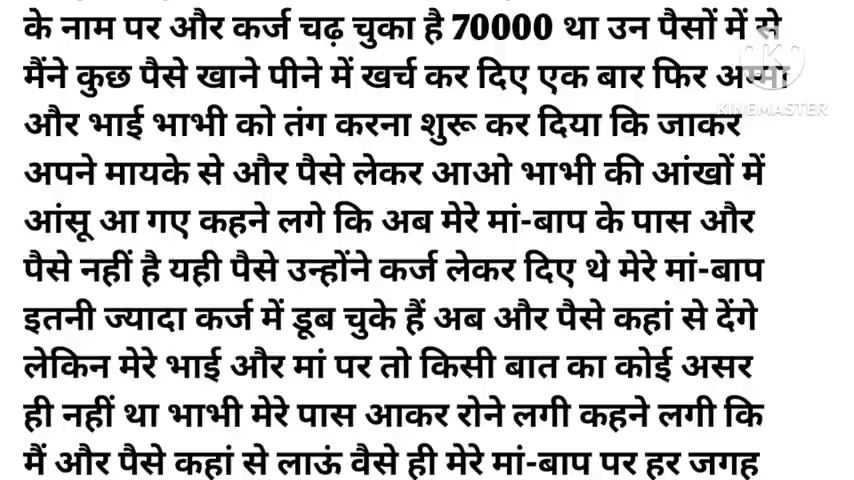 के नाम पर और कर्ज चढ़ चुका है 70000 था उन पैसों में से
मैंने कुछ पैसे खाने पीने में खर्च कर दिए एक बार फिर अम्मा
KINEMASTER
और भाई भाभी को तंग करना शुरू कर दिया कि जाकर
अपने मायके से और पैसे लेकर आओ भाभी की आंखों में
आंसू आ गए कहने लगे कि अब मेरे मां-बाप के पास और
पैसे नहीं है यही पैसे उन्होंने कर्ज लेकर दिए थे मेरे मां-बाप
इतनी ज्यादा कर्ज में डूब चुके हैं अब और पैसे कहां से देंगे
लेकिन मेरे भाई और मां पर तो किसी बात का कोई असर
ही नहीं था भाभी मेरे पास आकर रोने लगी कहने लगी कि
मैं और पैसे कहां से लाऊं वैसे ही मेरे मां-बाप पर हर जगह